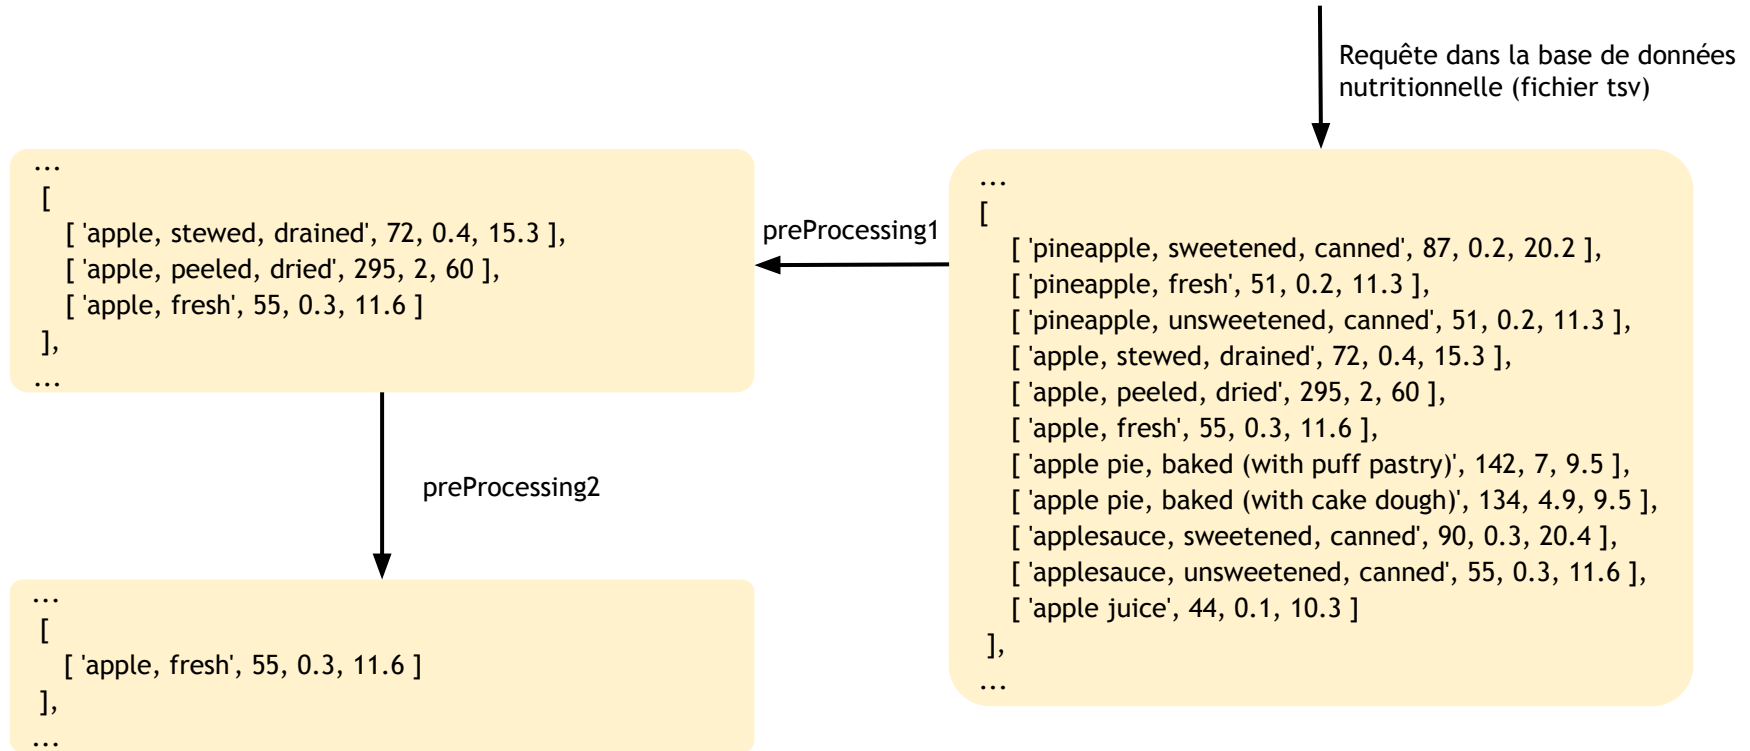 Requête dans la base de données
nutritionnelle (fichier tsv)
...
[
[ 'pineapple, sweetened, canned', 87, 0.2, 20.2 ],
[ 'pineapple, fresh', 51, 0.2, 11.3 ],
[ 'pineapple, unsweetened, canned', 51, 0.2, 11.3 ],
[ 'apple, stewed, drained', 72, 0.4, 15.3 ],
[ 'apple, peeled, dried', 295, 2, 60 ],
[ 'apple, fresh', 55, 0.3, 11.6 ],
[ 'apple pie, baked (with puff pastry)', 142, 7, 9.5 ],
[ 'apple pie, baked (with cake dough)', 134, 4.9, 9.5 ],
[ 'applesauce, sweetened, canned', 90, 0.3, 20.4 ],
[ 'applesauce, unsweetened, canned', 55, 0.3, 11.6 ],
[ 'apple juice', 44, 0.1, 10.3 ]
],
...
preProcessing1
...
[
[ 'apple, stewed, drained', 72, 0.4, 15.3 ],
[ 'apple, peeled, dried', 295, 2, 60 ],
[ 'apple, fresh', 55, 0.3, 11.6 ]
],
...
preProcessing2
...
[
[ 'apple, fresh', 55, 0.3, 11.6 ]
],
...